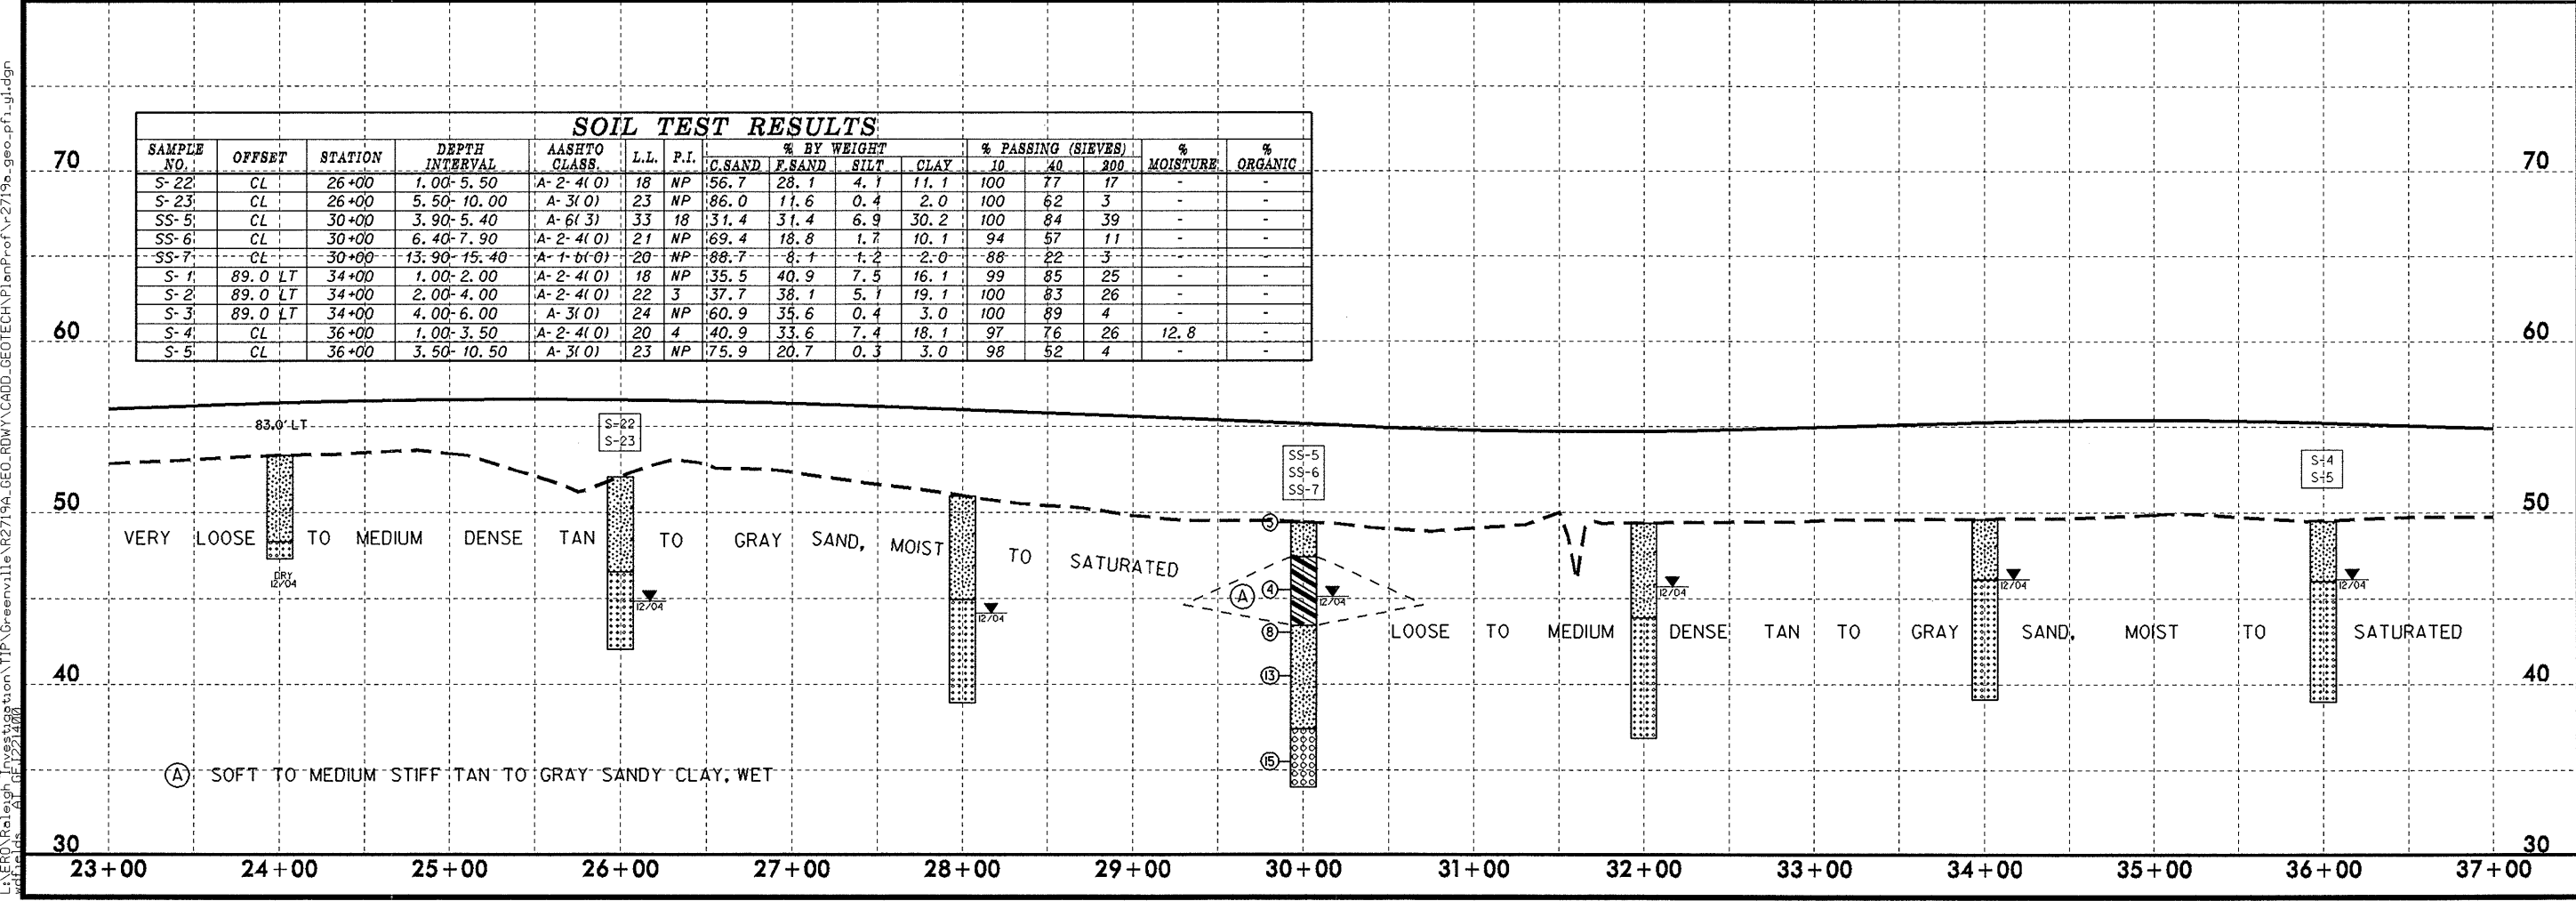 SOIL TEST RESULTS
SAMPLE NO. OFFSET STATION DEPTH INTERVAL AASHTO CLASS. L.L. P.I. % BY WEIGHT % PASSING (SIEVES) % MOISTURE % ORGANIC
C.SAND F.SAND SILT CLAY 10 40 200
S-22 CL 26+00 1.00-5.50 A-2-4(0) 18 NP 56.7 28.1 4.1 11.1 100 77 17 - -
S-23 CL 26+00 5.50-10.00 A-3(0) 23 NP 86.0 11.6 0.4 2.0 100 62 3 - -
SS-5 CL 30+00 3.90-5.40 A-6(3) 33 18 31.4 31.4 6.9 30.2 100 84 39 - -
SS-6 CL 30+00 6.40-7.90 A-2-4(0) 21 NP 69.4 18.8 1.7 10.1 94 57 11 - -
SS-7 CL 30+00 13.90-15.40 A-1-b(0) 20 NP 88.7 8.1 1.2 2.0 88 22 3 - -
S-1 89.0 LT 34+00 1.00-2.00 A-2-4(0) 18 NP 35.5 40.9 7.5 16.1 99 85 25 - -
S-2 89.0 LT 34+00 2.00-4.00 A-2-4(0) 22 3 37.7 38.1 5.1 19.1 100 83 26 - -
S-3 89.0 LT 34+00 4.00-6.00 A-3(0) 24 NP 60.9 35.6 0.4 3.0 100 89 4 - -
S-4 CL 36+00 1.00-3.50 A-2-4(0) 20 4 40.9 33.6 7.4 18.1 97 76 26 12.8 -
S-5 CL 36+00 3.50-10.50 A-3(0) 23 NP 75.9 20.7 0.3 3.0 98 52 4 - -
70 70
60 60
83.0' LT
S-22
S-23
SS-5
SS-6
SS-7
S-4
S-5
50 50
3
VERY LOOSE TO MEDIUM DENSE TAN TO GRAY SAND, MOIST TO SATURATED
DRY
12/04
12/04
12/04
A 4 12/04
12/04
12/04
12/04
8
LOOSE TO MEDIUM DENSE TAN TO GRAY SAND, MOIST TO SATURATED
13
40 40
15
A SOFT TO MEDIUM STIFF TAN TO GRAY SANDY CLAY, WET
30 30
23+00 24+00 25+00 26+00 27+00 28+00 29+00 30+00 31+00 32+00 33+00 34+00 35+00 36+00 37+00
L:\ERO\Raleigh Investigation\TIP\Greenville\R2719A_GEO_RDWY\CADD_GEOTECH\PlanProf\r2719a_geo_pfl_y1.dgn
wdfields AT